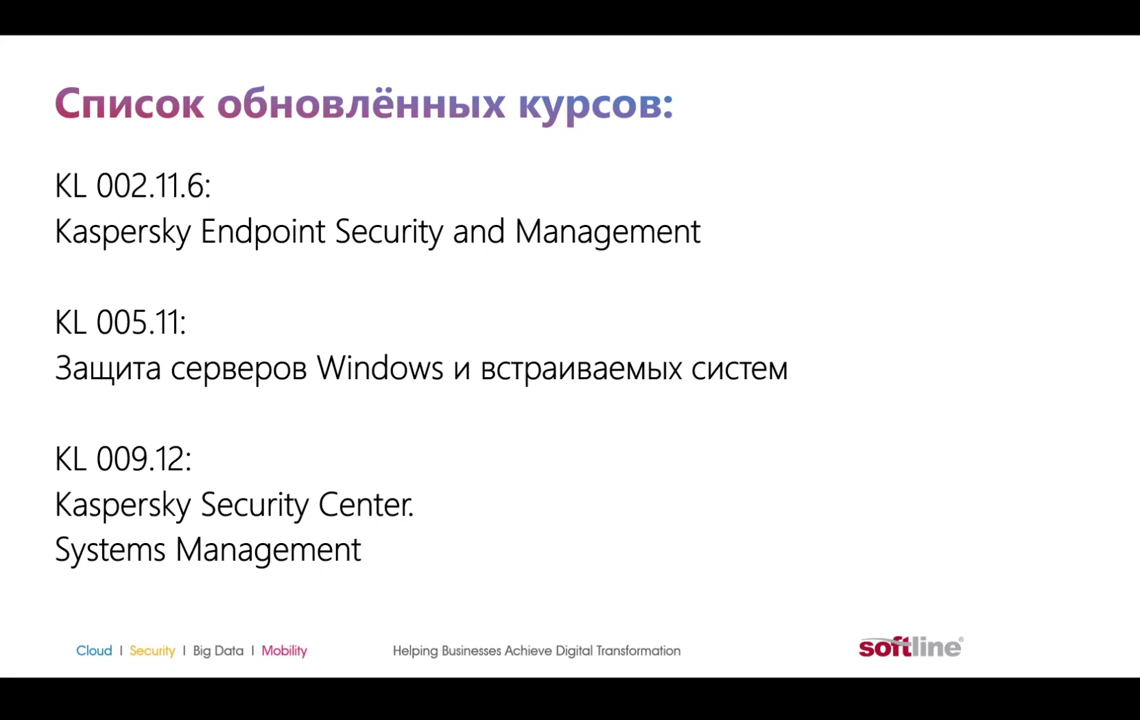 Список обновлённых курсов:
KL 002.11.6:
Kaspersky Endpoint Security and Management
KL 005.11:
Защита серверов Windows и встраиваемых систем
KL 009.12:
Kaspersky Security Center.
Systems Management
Cloud | Security | Big Data | Mobility
Helping Businesses Achieve Digital Transformation
softline®